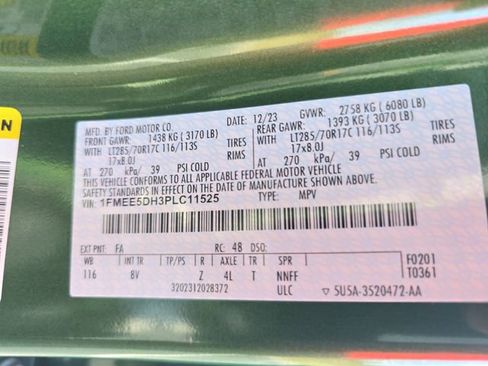 MFD. BY FORD MOTOR CO. DATE: 12/23 GVWR: 2758 KG (6080 LB)
FRONT GAWR: 1438 KG (3170 LB) REAR GAWR: 1393 KG (3070 LB)
WITH LT285/70R17C 116/113S TIRES WITH LT285/70R17C 116/113S TIRES
17x8.0J RIMS 17x8.0J RIMS
AT 270 kPa/ 39 PSI COLD AT 270 kPa/ 39 PSI COLD
THIS VEHICLE CONFORMS TO ALL APPLICABLE FEDERAL MOTOR VEHICLE
SAFETY STANDARDS IN EFFECT ON THE DATE OF MANUFACTURE SHOWN ABOVE.
VIN: 1FMEE5DH3PLC11525 TYPE: MPV
EXT PNT: FA RC: 48 DSO: F0201
WB INT TR TP/PS R AXLE TR SPR T0361
116 8V Z 4L T NNFF
3202312028372 ULC ▽ 5U5A-3520472-AA
N